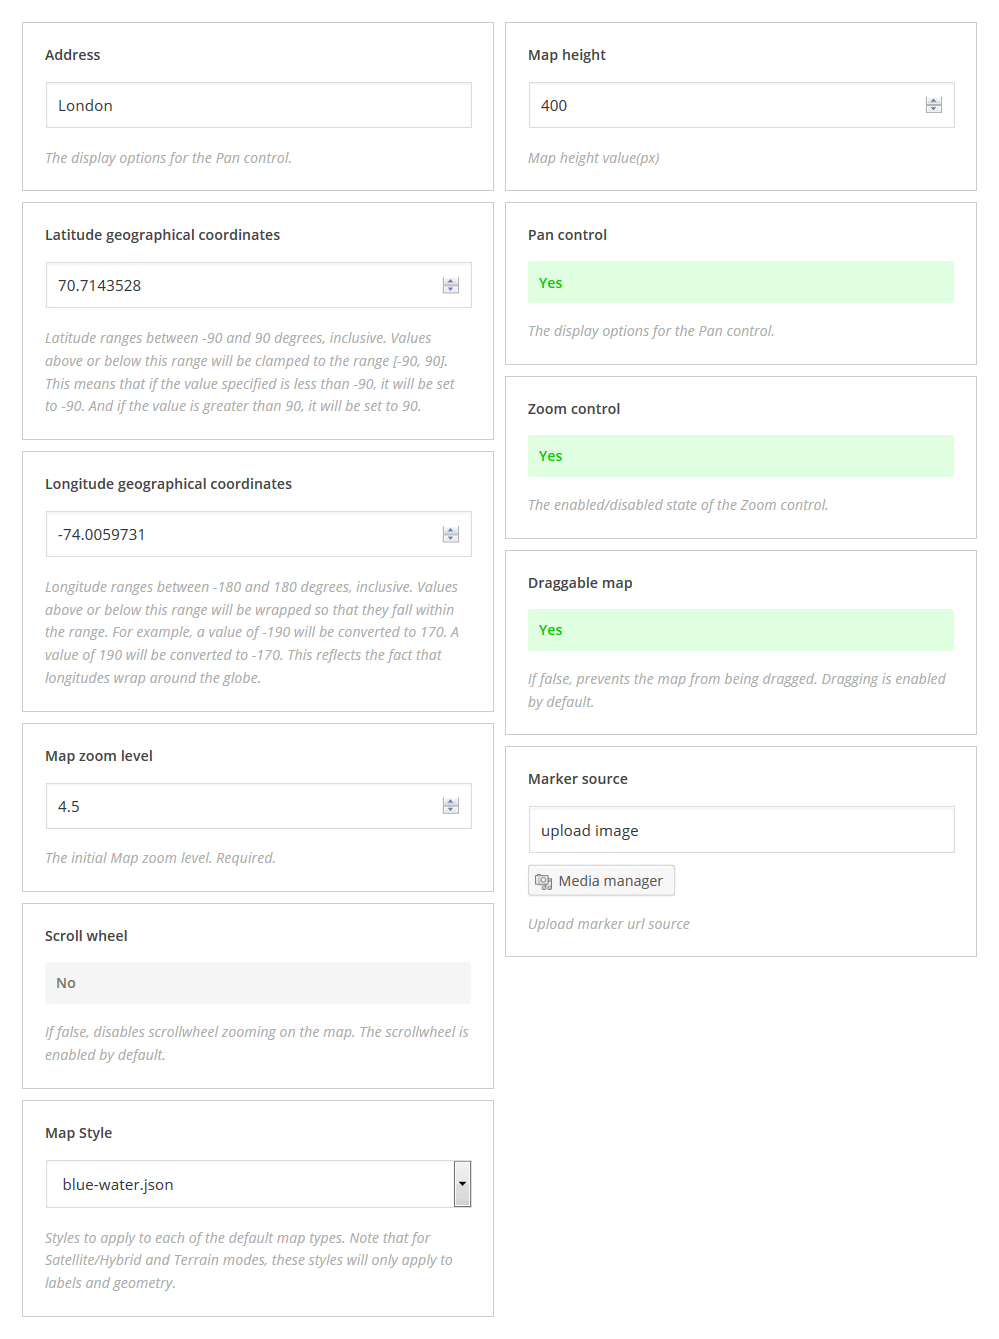 Address
London
The display options for the Pan control.
Latitude geographical coordinates
70.7143528
Latitude ranges between -90 and 90 degrees, inclusive. Values
above or below this range will be clamped to the range [-90, 90].
This means that if the value specified is less than -90, it will be set
to -90. And if the value is greater than 90, it will be set to 90.
Longitude geographical coordinates
-74.0059731
Longitude ranges between -180 and 180 degrees, inclusive. Values
above or below this range will be wrapped so that they fall within
the range. For example, a value of -190 will be converted to 170. A
value of 190 will be converted to -170. This reflects the fact that
longitudes wrap around the globe.
Map zoom level
4.5
The initial Map zoom level. Required.
Scroll wheel
No
If false, disables scrollwheel zooming on the map. The scrollwheel is
enabled by default.
Map Style
blue-water.json
Styles to apply to each of the default map types. Note that for
Satellite/Hybrid and Terrain modes, these styles will only apply to
labels and geometry.
Map height
400
Map height value(px)
Pan control
Yes
The display options for the Pan control.
Zoom control
Yes
The enabled/disabled state of the Zoom control.
Draggable map
Yes
If false, prevents the map from being dragged. Dragging is enabled
by default.
Marker source
upload image
Media manager
Upload marker url source